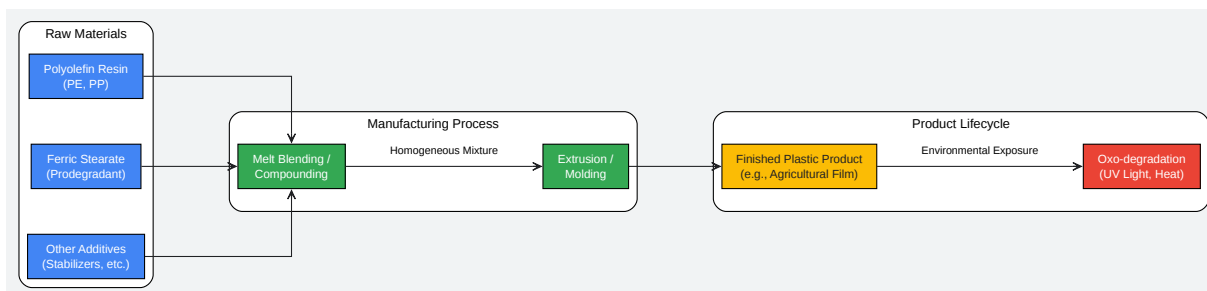 Raw Materials
Polyolefin Resin
(PE, PP)
Ferric Stearate
(Prodegradant)
Other Additives
(Stabilizers, etc.)
Manufacturing Process
Melt Blending /
Compounding
Homogeneous Mixture
Extrusion /
Molding
Product Lifecycle
Finished Plastic Product
(e.g., Agricultural Film)
Environmental Exposure
Oxo-degradation
(UV Light, Heat)